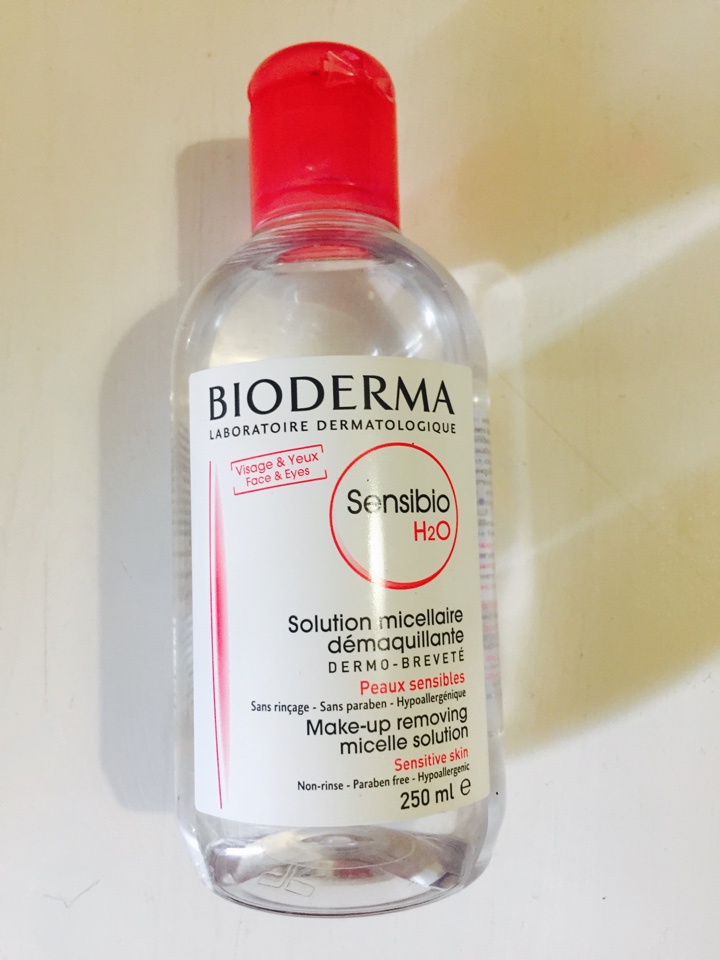 BIODERMA
LABORATOIRE DERMATOLOGIQUE
Visage & Yeux
Face & Eyes
Sensibio
H2O
Solution micellaire
démaquillante
DERMO-BREVETÉ
Peaux sensibles
Sans rinçage - Sans paraben - Hypoallergénique
Make-up removing
micelle solution
Sensitive skin
Non-rinse - Paraben free - Hypoallergenic
250 ml e